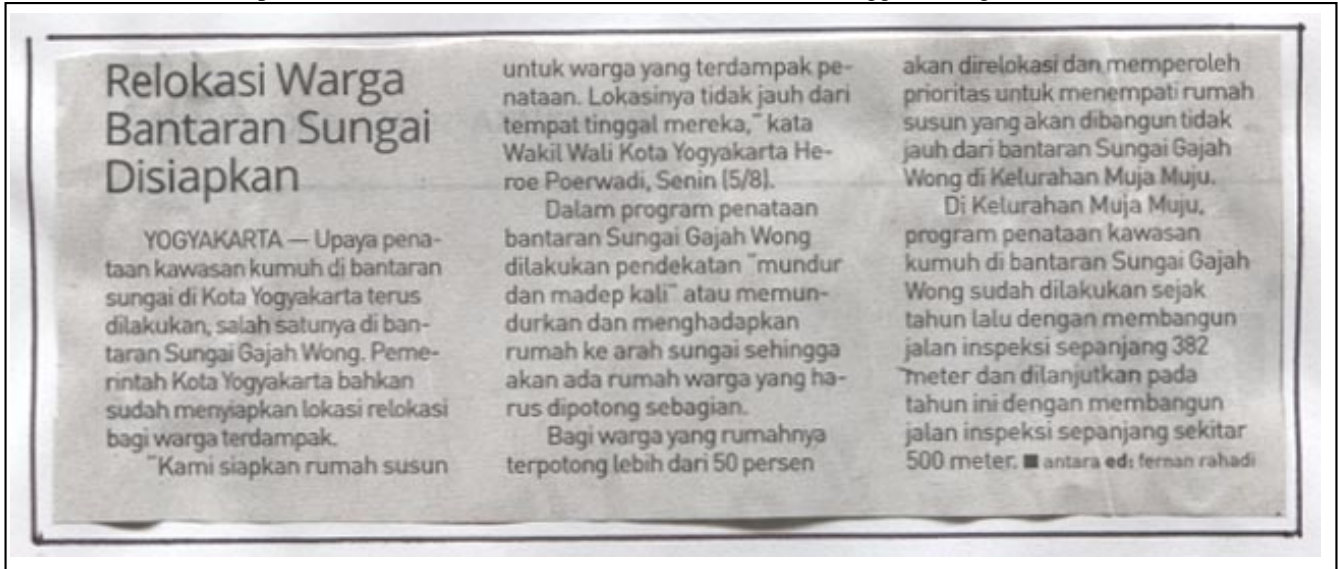 Relokasi Warga
Bantaran Sungai
Disiapkan
YOGYAKARTA — Upaya pena-
taan kawasan kumuh di bantaran
sungai di Kota Yogyakarta terus
dilakukan, salah satunya di ban-
taran Sungai Gajah Wong. Peme-
rintah Kota Yogyakarta bahkan
sudah menyiapkan lokasi relokasi
bagi warga terdampak.
"Kami siapkan rumah susun
untuk warga yang terdampak pe-
nataan. Lokasinya tidak jauh dari
tempat tinggal mereka," kata
Wakil Wali Kota Yogyakarta He-
roe Poerwadi, Senin (5/8).
Dalam program penataan
bantaran Sungai Gajah Wong
dilakukan pendekatan "mundur
dan madep kali" atau memun-
durkan dan menghadapkan
rumah ke arah sungai sehingga
akan ada rumah warga yang ha-
rus dipotong sebagian.
Bagi warga yang rumahnya
terpotong lebih dari 50 persen
akan direlokasi dan memperoleh
prioritas untuk menempati rumah
susun yang akan dibangun tidak
jauh dari bantaran Sungai Gajah
Wong di Kelurahan Muja Muju.
Di Kelurahan Muja Muju,
program penataan kawasan
kumuh di bantaran Sungai Gajah
Wong sudah dilakukan sejak
tahun lalu dengan membangun
jalan inspeksi sepanjang 382
meter dan dilanjutkan pada
tahun ini dengan membangun
jalan inspeksi sepanjang sekitar
500 meter. ■ antara ed: fernan rahadi